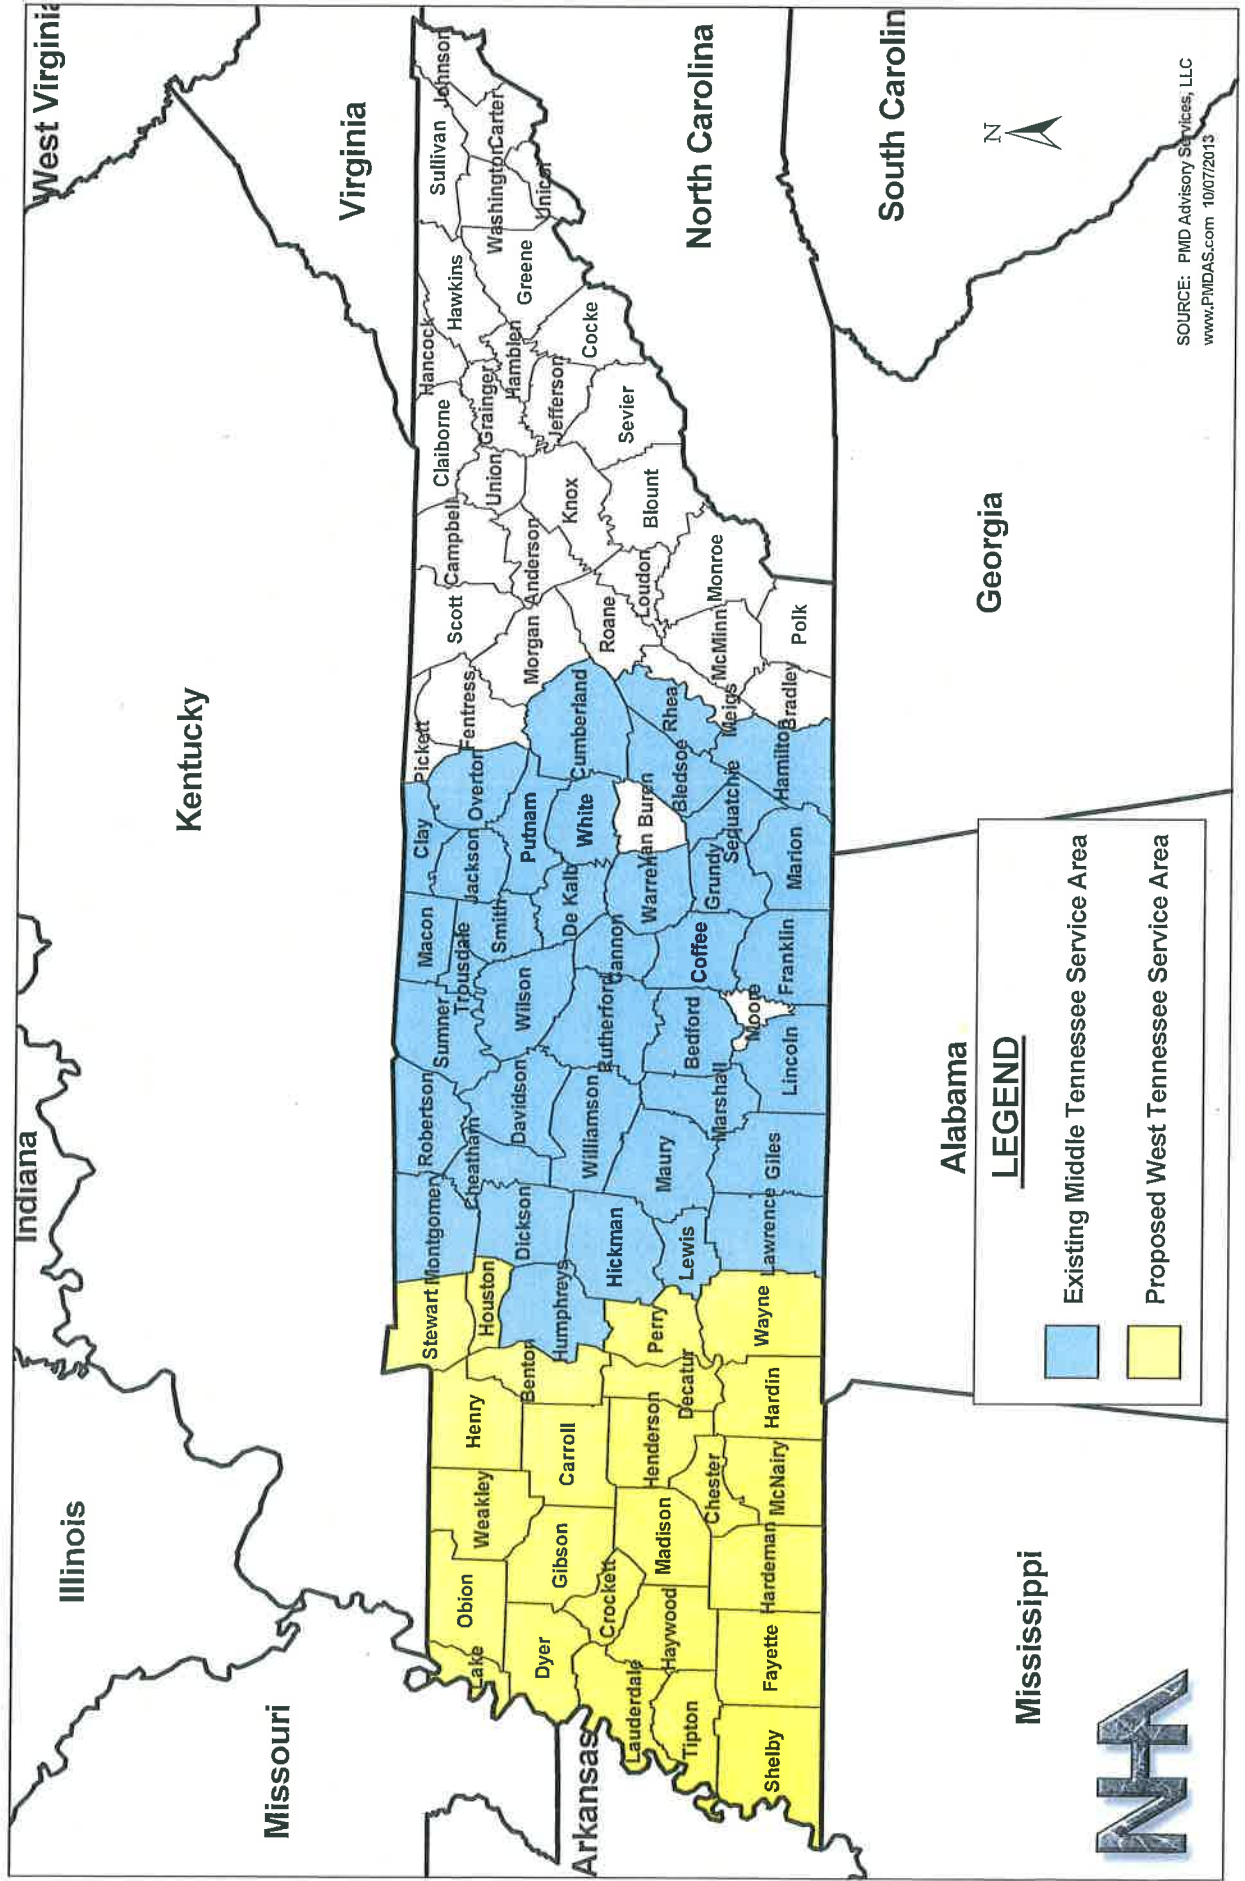 West Virginia
Indiana
Illinois
Missouri
Kentucky
Virginia
Arkansas
North Carolina
South Carolin
Georgia
Alabama
Mississippi
Lake
Obion
Weakley
Henry
Stewart
Montgomery
Robertson
Sumner
Macon
Clay
Pickett
Scott
Campbell
Claiborne
Hancock
Hawkins
Sullivan
Johnson
Dyer
Gibson
Carroll
Benton
Houston
Humphreys
Dickson
Cheatham
Davidson
Wilson
Trousdale
Smith
Jackson
Overton
Fentress
Putnam
Morgan
Anderson
Union
Grainger
Hamblen
Greene
Washington
Carter
Unicoi
Lauderdale
Crockett
Haywood
Madison
Henderson
Decatur
Perry
Hickman
Williamson
Rutherford
Cannon
De Kalb
White
Cumberland
Roane
Loudon
Knox
Jefferson
Cocke
Sevier
Blount
Tipton
Chester
Lewis
Maury
Marshall
Bedford
Coffee
Warren
Van Buren
Bledsoe
Rhea
Meigs
McMinn
Monroe
Shelby
Fayette
Hardeman
McNairy
Hardin
Wayne
Lawrence
Giles
Lincoln
Moore
Franklin
Grundy
Sequatchie
Marion
Hamilton
Bradley
Polk
N
LEGEND
Existing Middle Tennessee Service Area
Proposed West Tennessee Service Area
NHA
SOURCE: PMD Advisory Services, LLC
www.PMDAS.com 10/07/2013